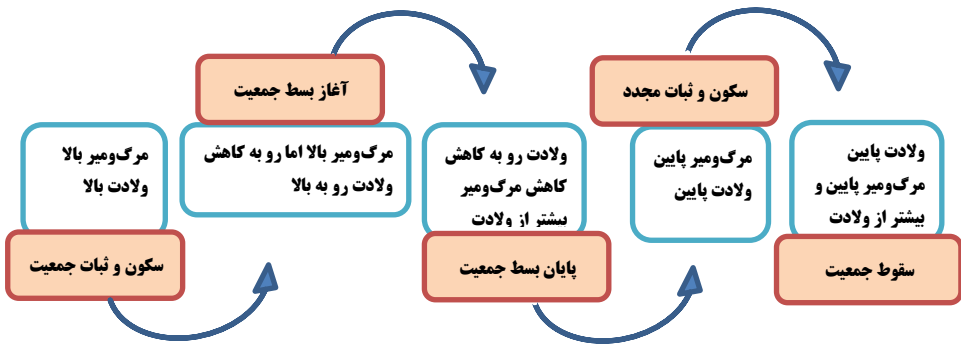 مرگ‌ومیر بالا
ولادت بالا
سکون و ثبات جمعیت
آغاز بسط جمعیت
مرگ‌ومیر بالا اما رو به کاهش
ولادت رو به بالا
ولادت رو به کاهش
کاهش مرگ‌ومیر
بیشتر از ولادت
پایان بسط جمعیت
سکون و ثبات مجدد
مرگ‌ومیر پایین
ولادت پایین
ولادت پایین
مرگ‌ومیر پایین و
بیشتر از ولادت
سقوط جمعیت